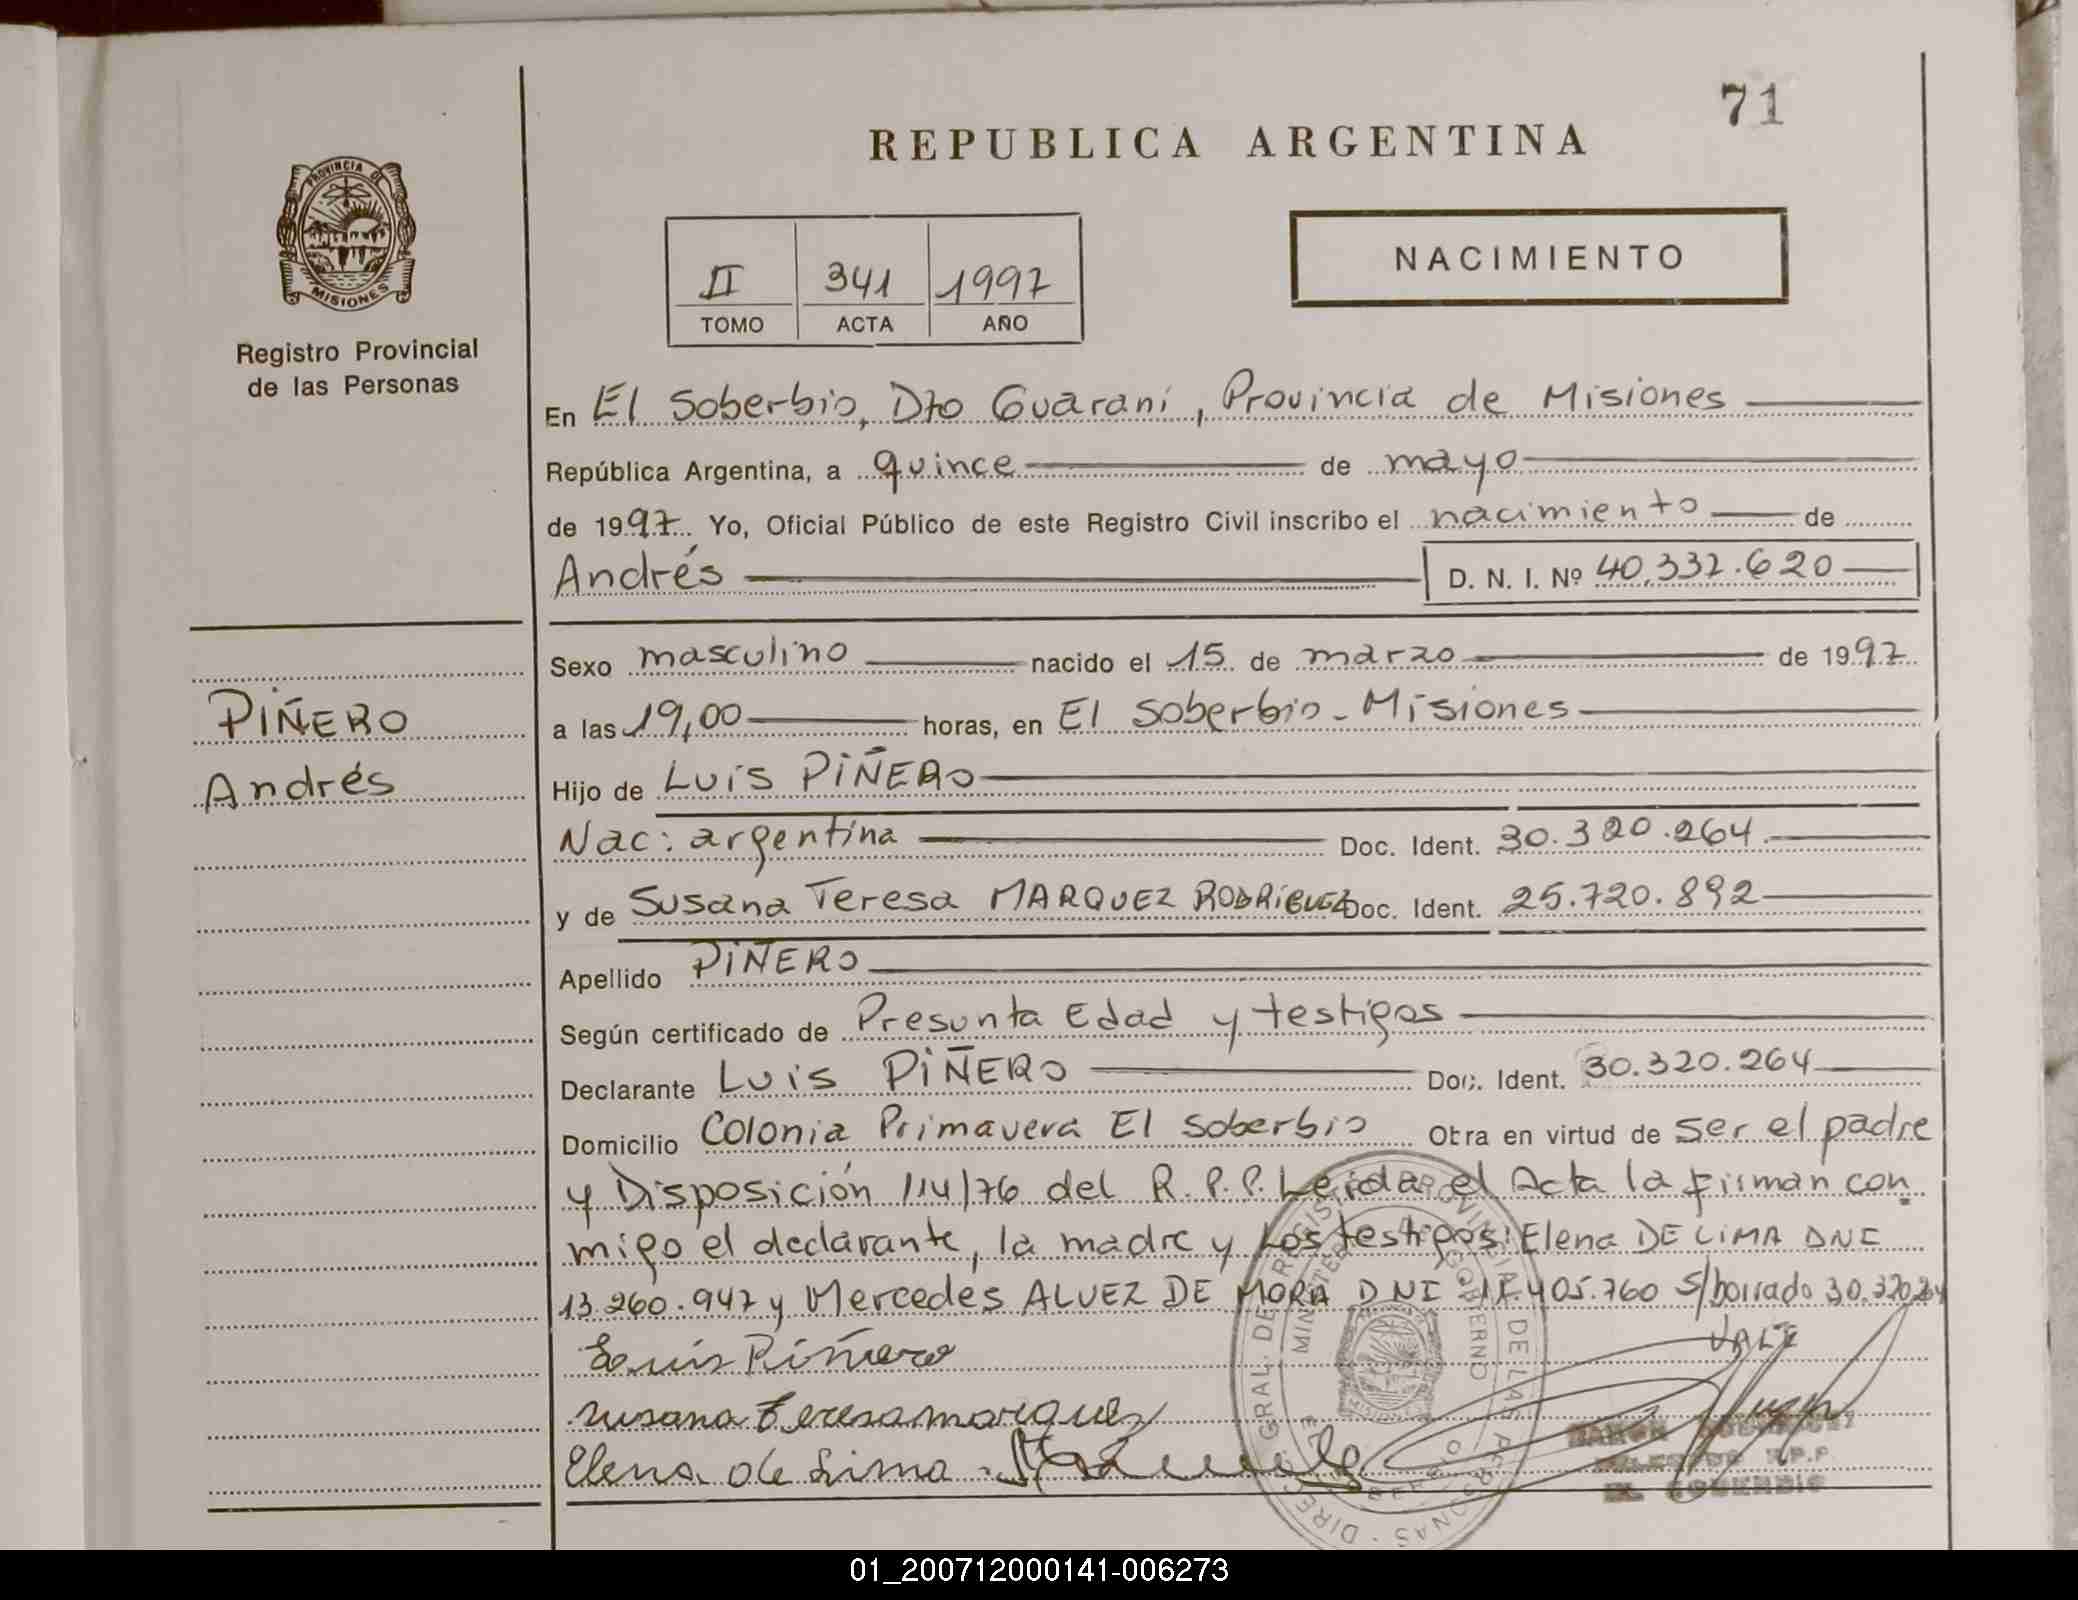 71
REPUBLICA ARGENTINA
PROVINCIA DE
MISIONES
Registro Provincial
de las Personas
II 341 1997
TOMO ACTA AÑO
NACIMIENTO
En El Soberbio, Dto Guaraní, Provincia de Misiones
República Argentina, a quince de mayo
de 1997. Yo, Oficial Público de este Registro Civil inscribo el nacimiento de
Andrés D. N. I. Nº 40.332.620
PIÑERO
Andrés
Sexo masculino nacido el 15 de marzo de 1997
a las 19,00 horas, en El Soberbio - Misiones
Hijo de Luis PIÑERO
Nac: argentina Doc. Ident. 30.320.264
y de Susana Teresa MARQUEZ RODRIGUEZ Doc. Ident. 25.720.892
Apellido PIÑERO
Según certificado de Presunta Edad y testigos
Declarante Luis PIÑERO Doc. Ident. 30.320.264
Domicilio Colonia Primavera El Soberbio Obra en virtud de ser el padre
y Disposición 114/76 del R.P.P. Leida el Acta la firman con
migo el declarante, la madre y los testigos: Elena DE LIMA DNI
13.260.947 y Mercedes ALVEZ DE MORA DNI 405.760 S/borrado 30.320.264
VALE
Luis Piñero
Susana Teresa marquez
Elena de Lima
EL SOBERBIO
01_200712000141-006273